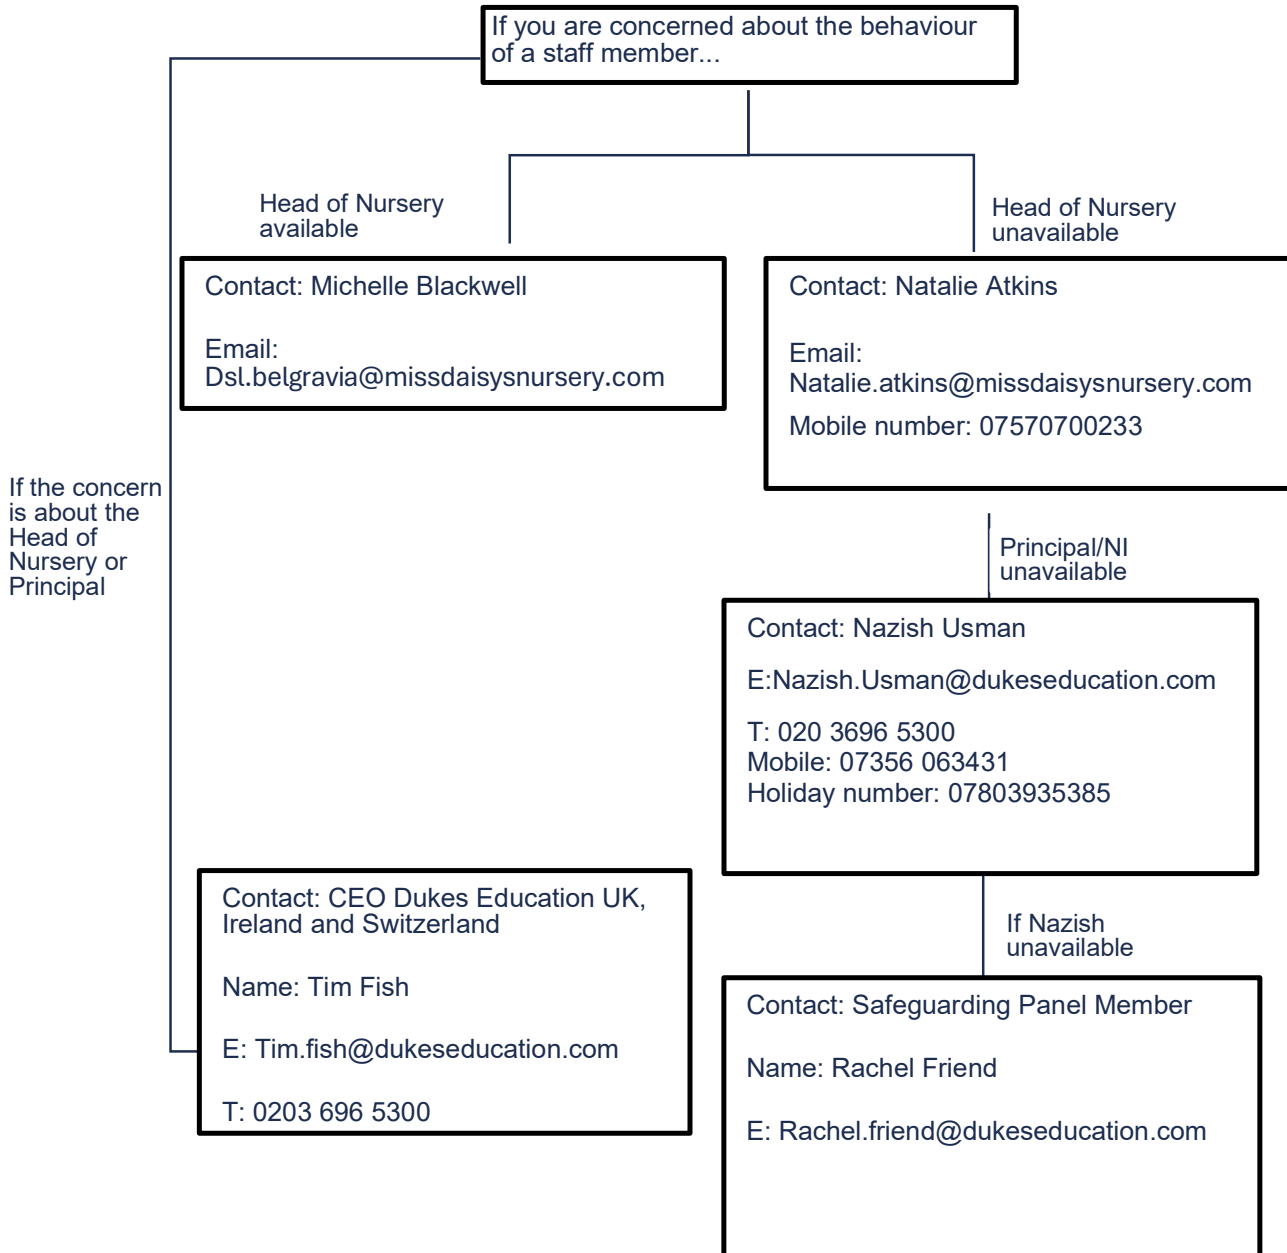 If you are concerned about the behaviour
of a staff member...
Head of Nursery
available
Head of Nursery
unavailable
Contact: Michelle Blackwell
Email:
Dsl.belgravia@missdaisysnursery.com
Contact: Natalie Atkins
Email:
Natalie.atkins@missdaisysnursery.com
Mobile number: 07570700233
If the concern
is about the
Head of
Nursery or
Principal
Principal/NI
unavailable
Contact: Nazish Usman
E:Nazish.Usman@dukeseducation.com
T: 020 3696 5300
Mobile: 07356 063431
Holiday number: 07803935385
Contact: CEO Dukes Education UK,
Ireland and Switzerland
Name: Tim Fish
E: Tim.fish@dukeseducation.com
T: 0203 696 5300
If Nazish
unavailable
Contact: Safeguarding Panel Member
Name: Rachel Friend
E: Rachel.friend@dukeseducation.com